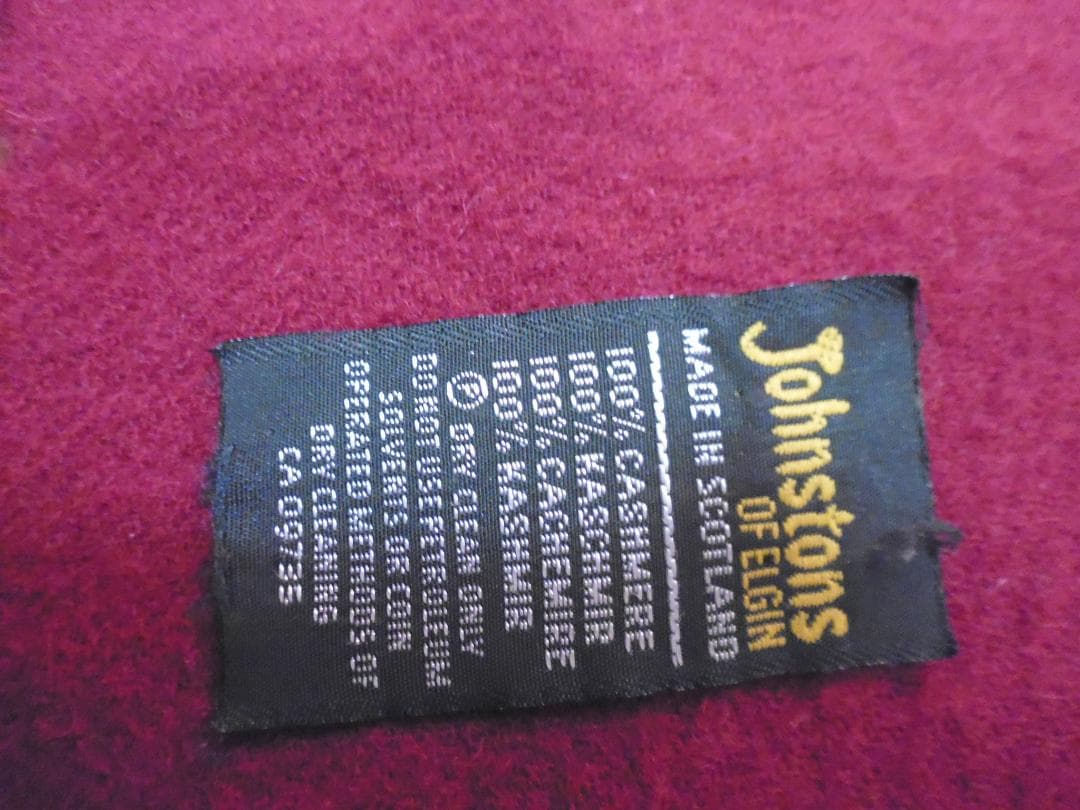 Johnstons
OF ELGIN
MADE IN SCOTLAND
100% CASHMERE
100% KASCHMIR
100% CACHEMIRE
100% KASHMIR
Ⓟ DRY CLEAN ONLY
DO NOT USE PETROLEUM
SOLVENTS OR COIN
OPERATED METHODS OF
DRY CLEANING
CA 09735